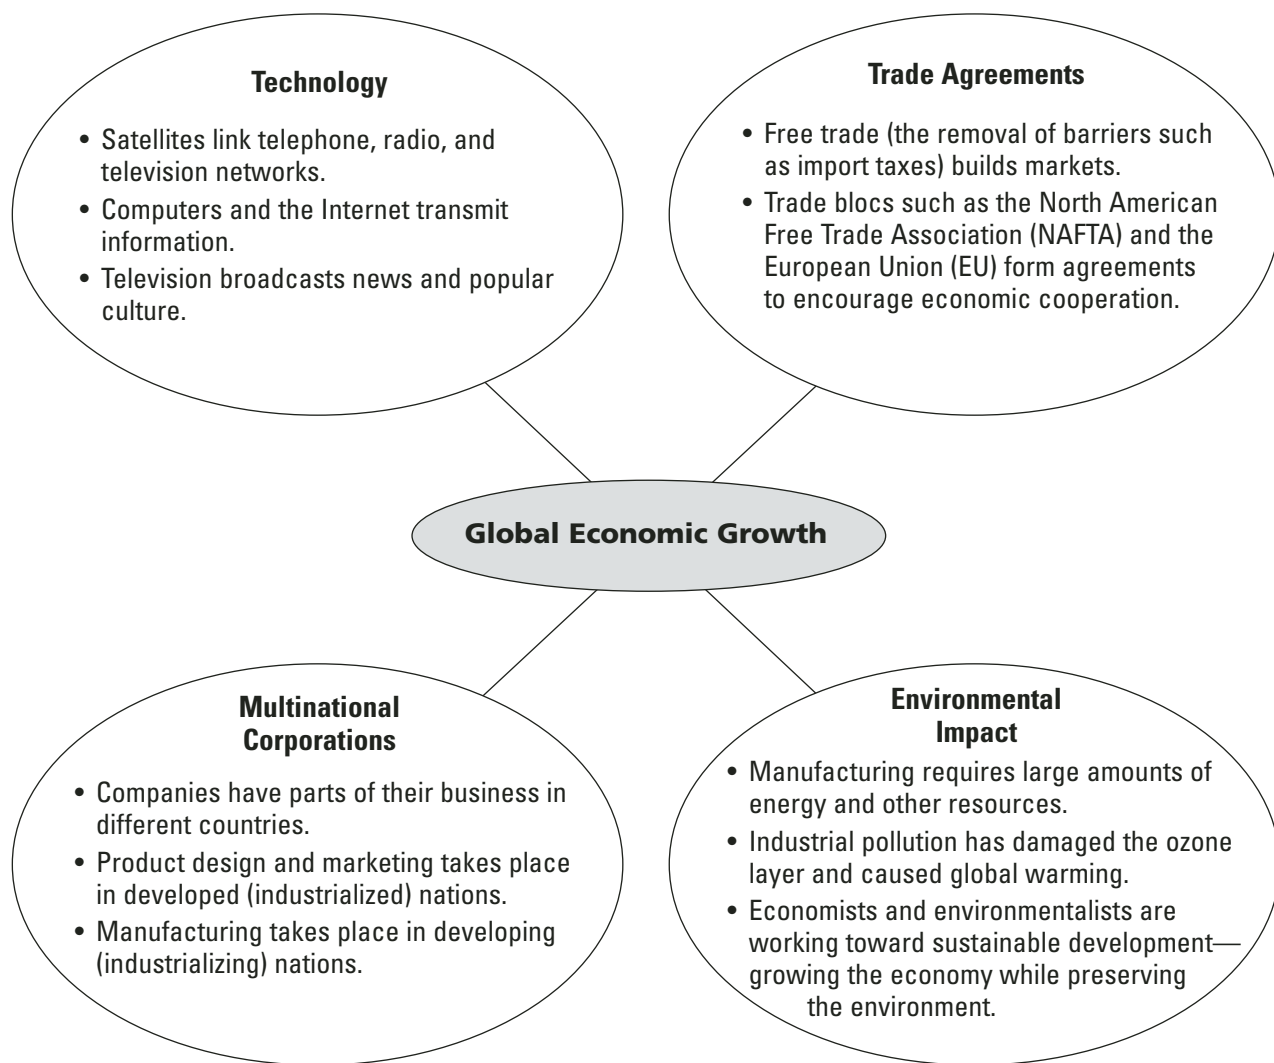 Technology
• Satellites link telephone, radio, and
television networks.
• Computers and the Internet transmit
information.
• Television broadcasts news and popular
culture.
Trade Agreements
• Free trade (the removal of barriers such
as import taxes) builds markets.
• Trade blocs such as the North American
Free Trade Association (NAFTA) and the
European Union (EU) form agreements
to encourage economic cooperation.
Global Economic Growth
Multinational
Corporations
• Companies have parts of their business in
different countries.
• Product design and marketing takes place
in developed (industrialized) nations.
• Manufacturing takes place in developing
(industrializing) nations.
Environmental
Impact
• Manufacturing requires large amounts of
energy and other resources.
• Industrial pollution has damaged the ozone
layer and caused global warming.
• Economists and environmentalists are
working toward sustainable development—
growing the economy while preserving
the environment.